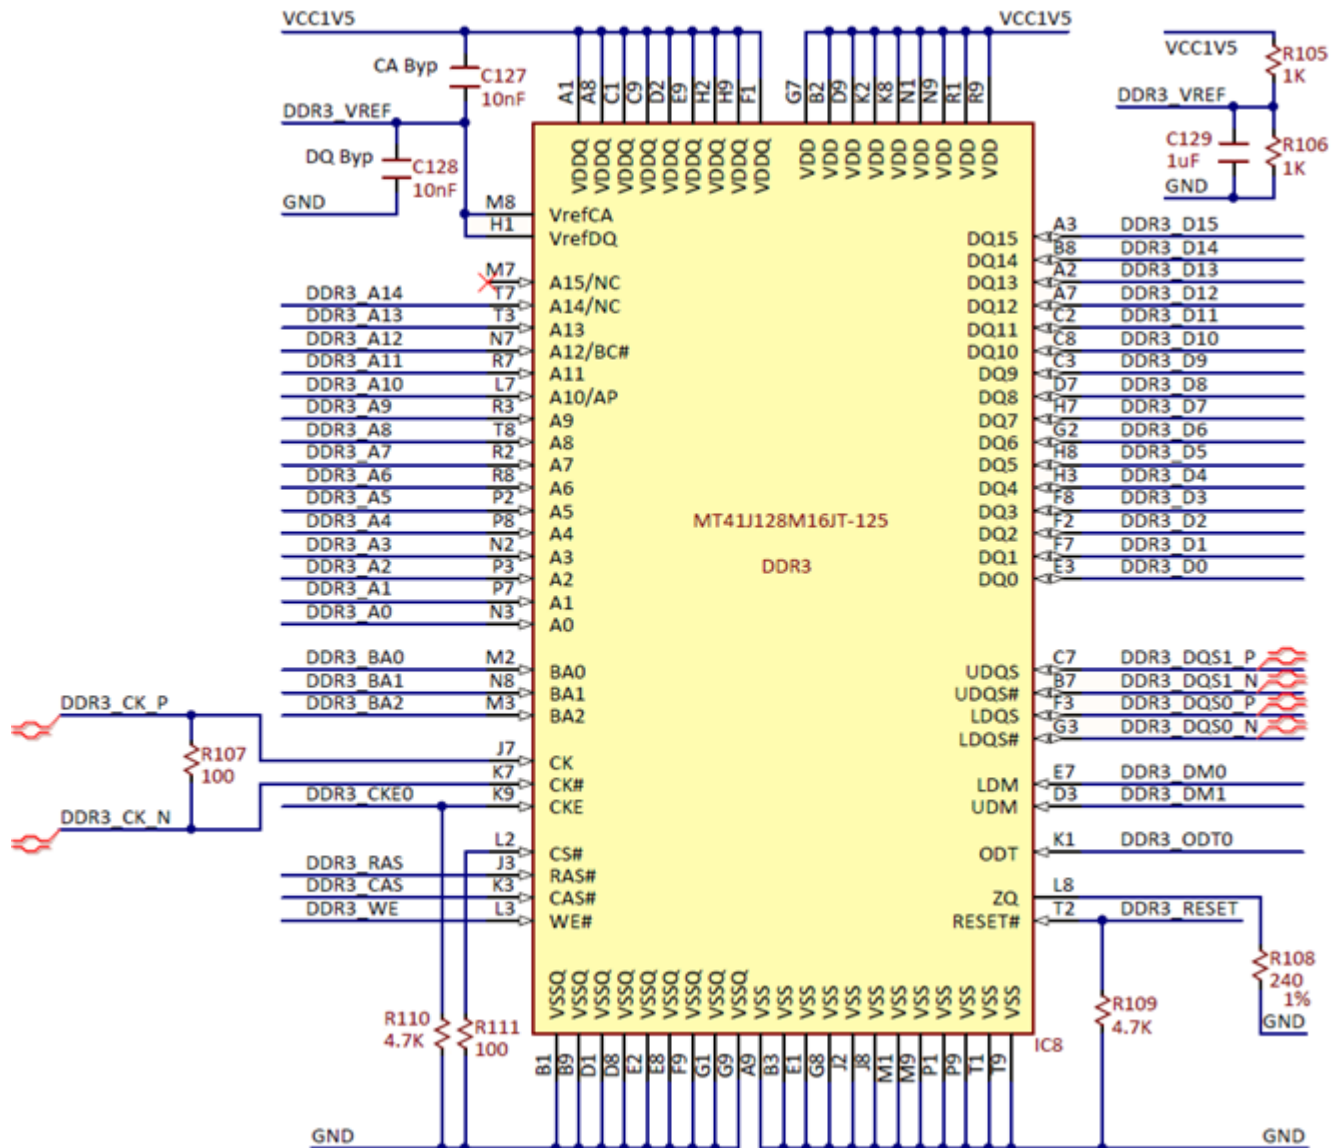 VCC1V5
VCC1V5
CA Byp
C127
10nF
DDR3_VREF
DQ Byp
C128
10nF
GND
VCC1V5
R105
1K
DDR3_VREF
C129
1uF
R106
1K
GND
A1 A8 C1 C9 D2 E9 H2 H9 F1
VDDQ VDDQ VDDQ VDDQ VDDQ VDDQ VDDQ VDDQ VDDQ
G7 B2 D9 K2 K8 N1 N9 R1 R9
VDD VDD VDD VDD VDD VDD VDD VDD VDD
M8 VrefCA
H1 VrefDQ
M7 A15/NC
DDR3_A14 T7 A14/NC
DDR3_A13 T3 A13
DDR3_A12 N7 A12/BC#
DDR3_A11 R7 A11
DDR3_A10 L7 A10/AP
DDR3_A9 R3 A9
DDR3_A8 T8 A8
DDR3_A7 R2 A7
DDR3_A6 R8 A6
DDR3_A5 P2 A5
DDR3_A4 P8 A4
DDR3_A3 N2 A3
DDR3_A2 P3 A2
DDR3_A1 P7 A1
DDR3_A0 N3 A0
DDR3_BA0 M2 BA0
DDR3_BA1 N8 BA1
DDR3_BA2 M3 BA2
DDR3_CK_P
J7 CK
R107
100
K7 CK#
DDR3_CKE0 K9 CKE
DDR3_CK_N
L2 CS#
DDR3_RAS J3 RAS#
DDR3_CAS K3 CAS#
DDR3_WE L3 WE#
MT41J128M16JT-125
DDR3
DQ15 A3 DDR3_D15
DQ14 B8 DDR3_D14
DQ13 A2 DDR3_D13
DQ12 A7 DDR3_D12
DQ11 C2 DDR3_D11
DQ10 C8 DDR3_D10
DQ9 C3 DDR3_D9
DQ8 D7 DDR3_D8
DQ7 H7 DDR3_D7
DQ6 G2 DDR3_D6
DQ5 H8 DDR3_D5
DQ4 H3 DDR3_D4
DQ3 F8 DDR3_D3
DQ2 F2 DDR3_D2
DQ1 F7 DDR3_D1
DQ0 E3 DDR3_D0
UDQS C7 DDR3_DQS1_P
UDQS# B7 DDR3_DQS1_N
LDQS F3 DDR3_DQS0_P
LDQS# G3 DDR3_DQS0_N
LDM E7 DDR3_DM0
UDM D3 DDR3_DM1
ODT K1 DDR3_ODT0
ZQ L8
RESET# T2 DDR3_RESET
R108
240
1%
GND
R109
4.7K
R110
4.7K
R111
100
VSSQ VSSQ VSSQ VSSQ VSSQ VSSQ VSSQ VSSQ VSSQ VSS VSS VSS VSS VSS VSS VSS VSS VSS VSS VSS VSS
IC8
B1 B9 D1 D8 E2 E8 F9 G1 G9 A9 B3 E1 G8 J2 J8 M1 M9 P1 P9 T1 T9
GND
GND